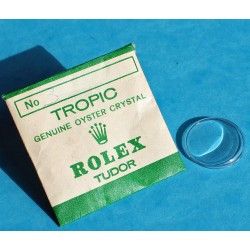 No
TROPIC
GENUINE OYSTER CRYSTAL
ROLEX
TUDOR